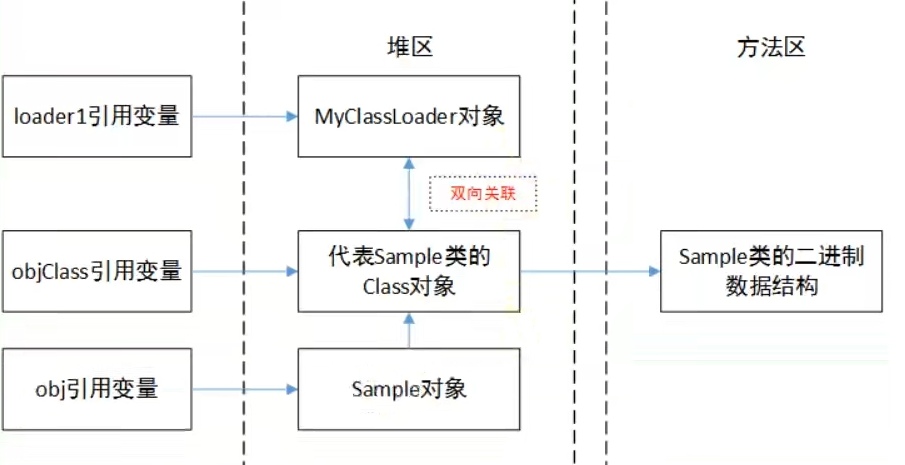 堆区
方法区
loader1引用变量
MyClassLoader对象
双向关联
objClass引用变量
代表Sample类的
Class对象
Sample类的二进制
数据结构
obj引用变量
Sample对象